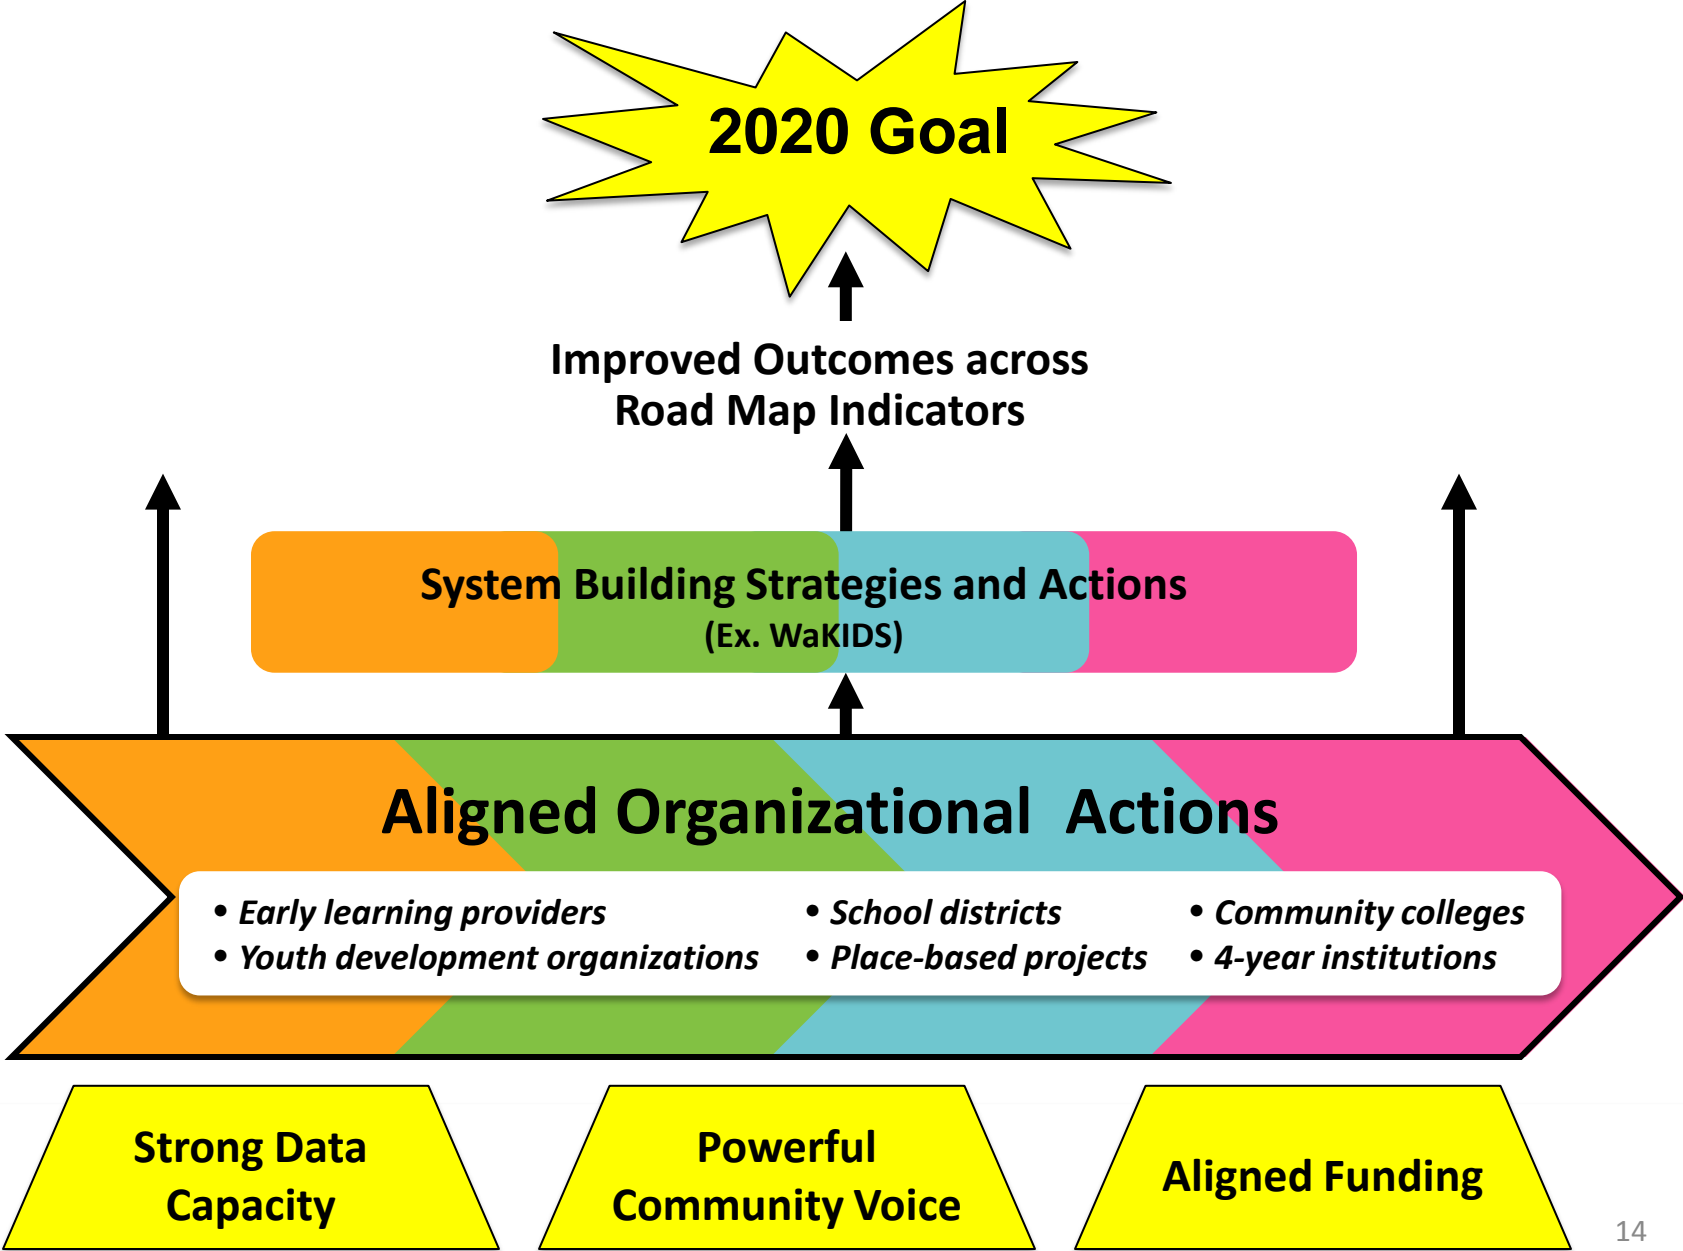 2020 Goal
Improved Outcomes across
Road Map Indicators
System Building Strategies and Actions
(Ex. WaKIDS)
Aligned Organizational Actions
• Early learning providers
• Youth development organizations
• School districts
• Place-based projects
• Community colleges
• 4-year institutions
Strong Data
Capacity
Powerful
Community Voice
Aligned Funding
14